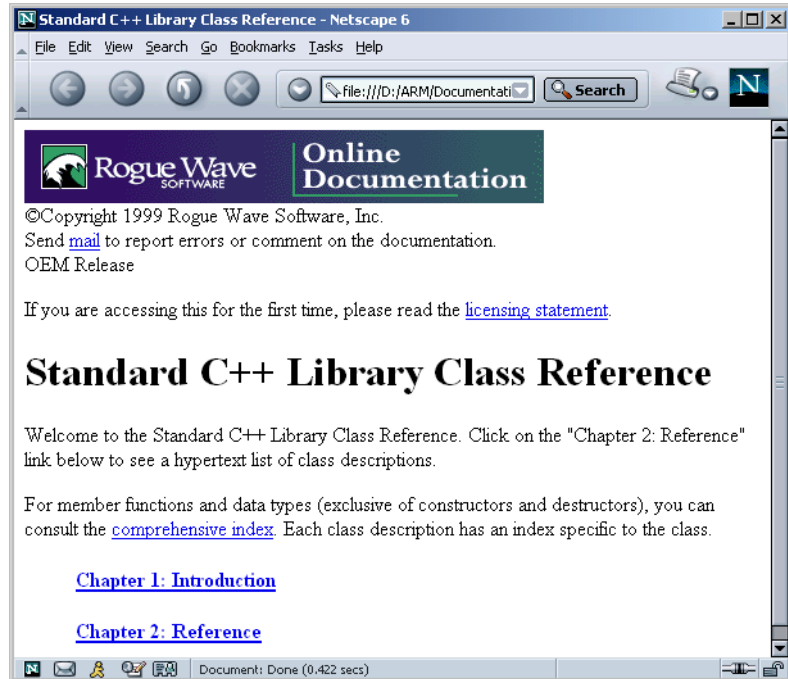 Standard C++ Library Class Reference - Netscape 6
File Edit View Search Go Bookmarks Tasks Help
file:///D:/ARM/Documentati
Search
N
Rogue Wave
SOFTWARE
Online
Documentation
©Copyright 1999 Rogue Wave Software, Inc.
Send mail to report errors or comment on the documentation.
OEM Release
If you are accessing this for the first time, please read the licensing statement.
Standard C++ Library Class Reference
Welcome to the Standard C++ Library Class Reference. Click on the "Chapter 2: Reference"
link below to see a hypertext list of class descriptions.
For member functions and data types (exclusive of constructors and destructors), you can
consult the comprehensive index. Each class description has an index specific to the class.
Chapter 1: Introduction
Chapter 2: Reference
Document: Done (0.422 secs)